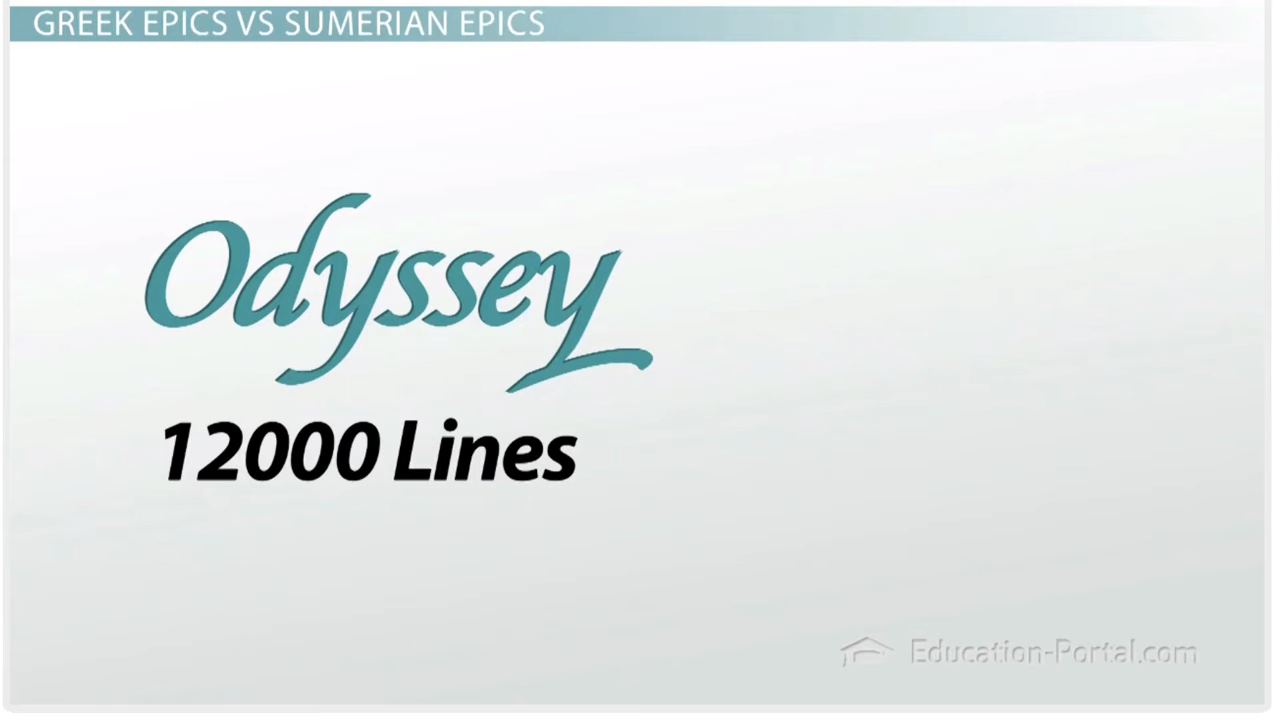 GREEK EPICS VS SUMERIAN EPICS
Odyssey
12000 Lines
Education-Portal.com